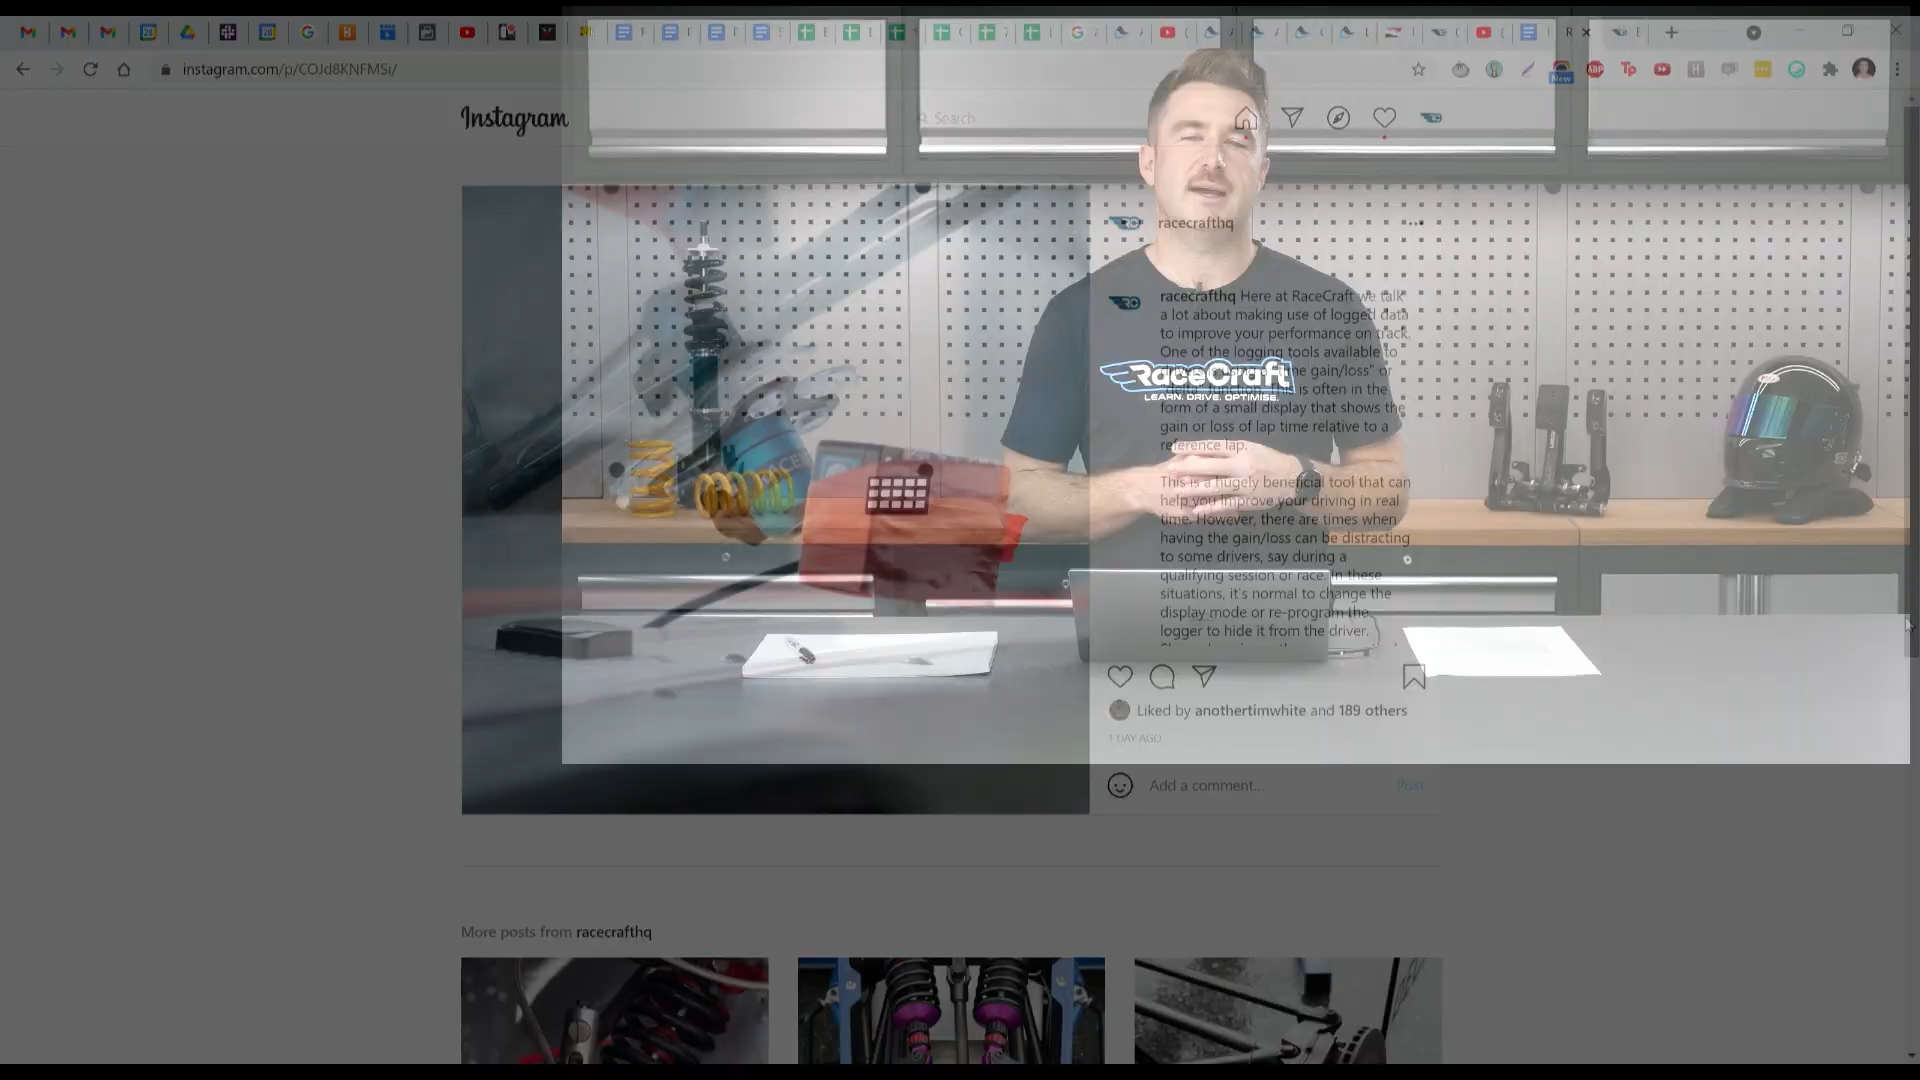 instagram.com/p/COJd8KNFMSi/
New
Instagram
Search
racecrafthq
racecrafthq Here at RaceCraft we talk
a lot about making use of logged data
to improve your performance on track.
One of the logging tools available to
gain/loss" or
is often in the
form of a small display that shows the
gain or loss of lap time relative to a
reference lap.
RaceCraft
LEARN. DRIVE. OPTIMISE.
This is a hugely beneficial tool that can
help you improve your driving in real
time. However, there are times when
having the gain/loss can be distracting
to some drivers, say during a
qualifying session or race. In these
situations, it's normal to change the
display mode or re-program the
logger to hide it from the driver.
Liked by anothertimwhite and 189 others
1 DAY AGO
Add a comment...
Post
More posts from racecrafthq